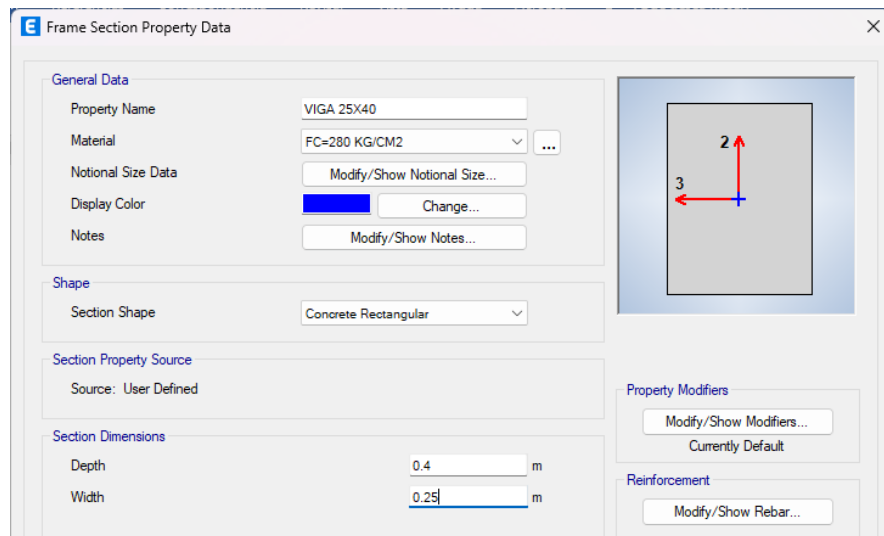 E Frame Section Property Data
General Data
Property Name VIGA 25X40
Material FC=280 KG/CM2 ...
Notional Size Data Modify/Show Notional Size...
Display Color Change...
Notes Modify/Show Notes...
2
3
Shape
Section Shape Concrete Rectangular
Section Property Source
Source: User Defined
Property Modifiers
Modify/Show Modifiers...
Currently Default
Section Dimensions
Depth 0.4 m
Width 0.25 m
Reinforcement
Modify/Show Rebar...